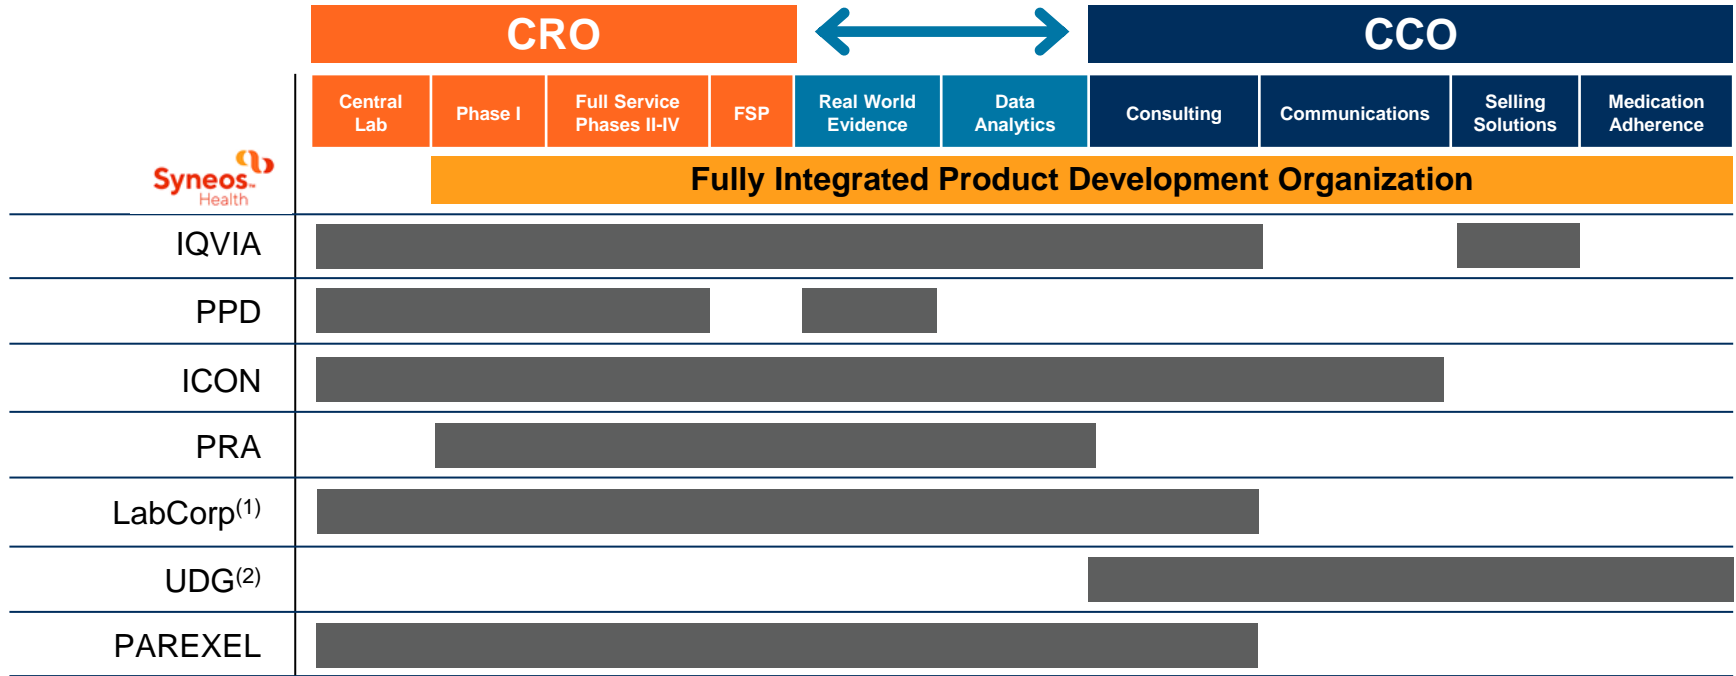 CRO
CCO
Central
Lab
Phase I
Full Service
Phases II-IV
FSP
Real World
Evidence
Data
Analytics
Consulting
Communications
Selling
Solutions
Medication
Adherence
Syneos™
Health
Fully Integrated Product Development Organization
IQVIA
PPD
ICON
PRA
LabCorp(1)
UDG(2)
PAREXEL